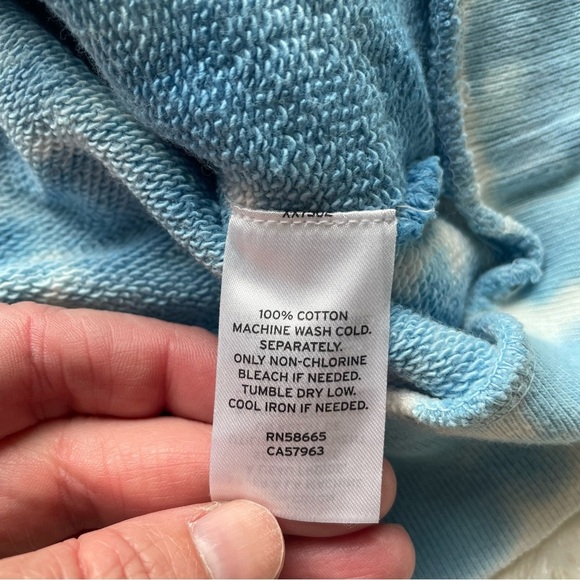 100% COTTON
MACHINE WASH COLD.
SEPARATELY.
ONLY NON-CHLORINE
BLEACH IF NEEDED.
TUMBLE DRY LOW.
COOL IRON IF NEEDED.
RN58665
CA57963